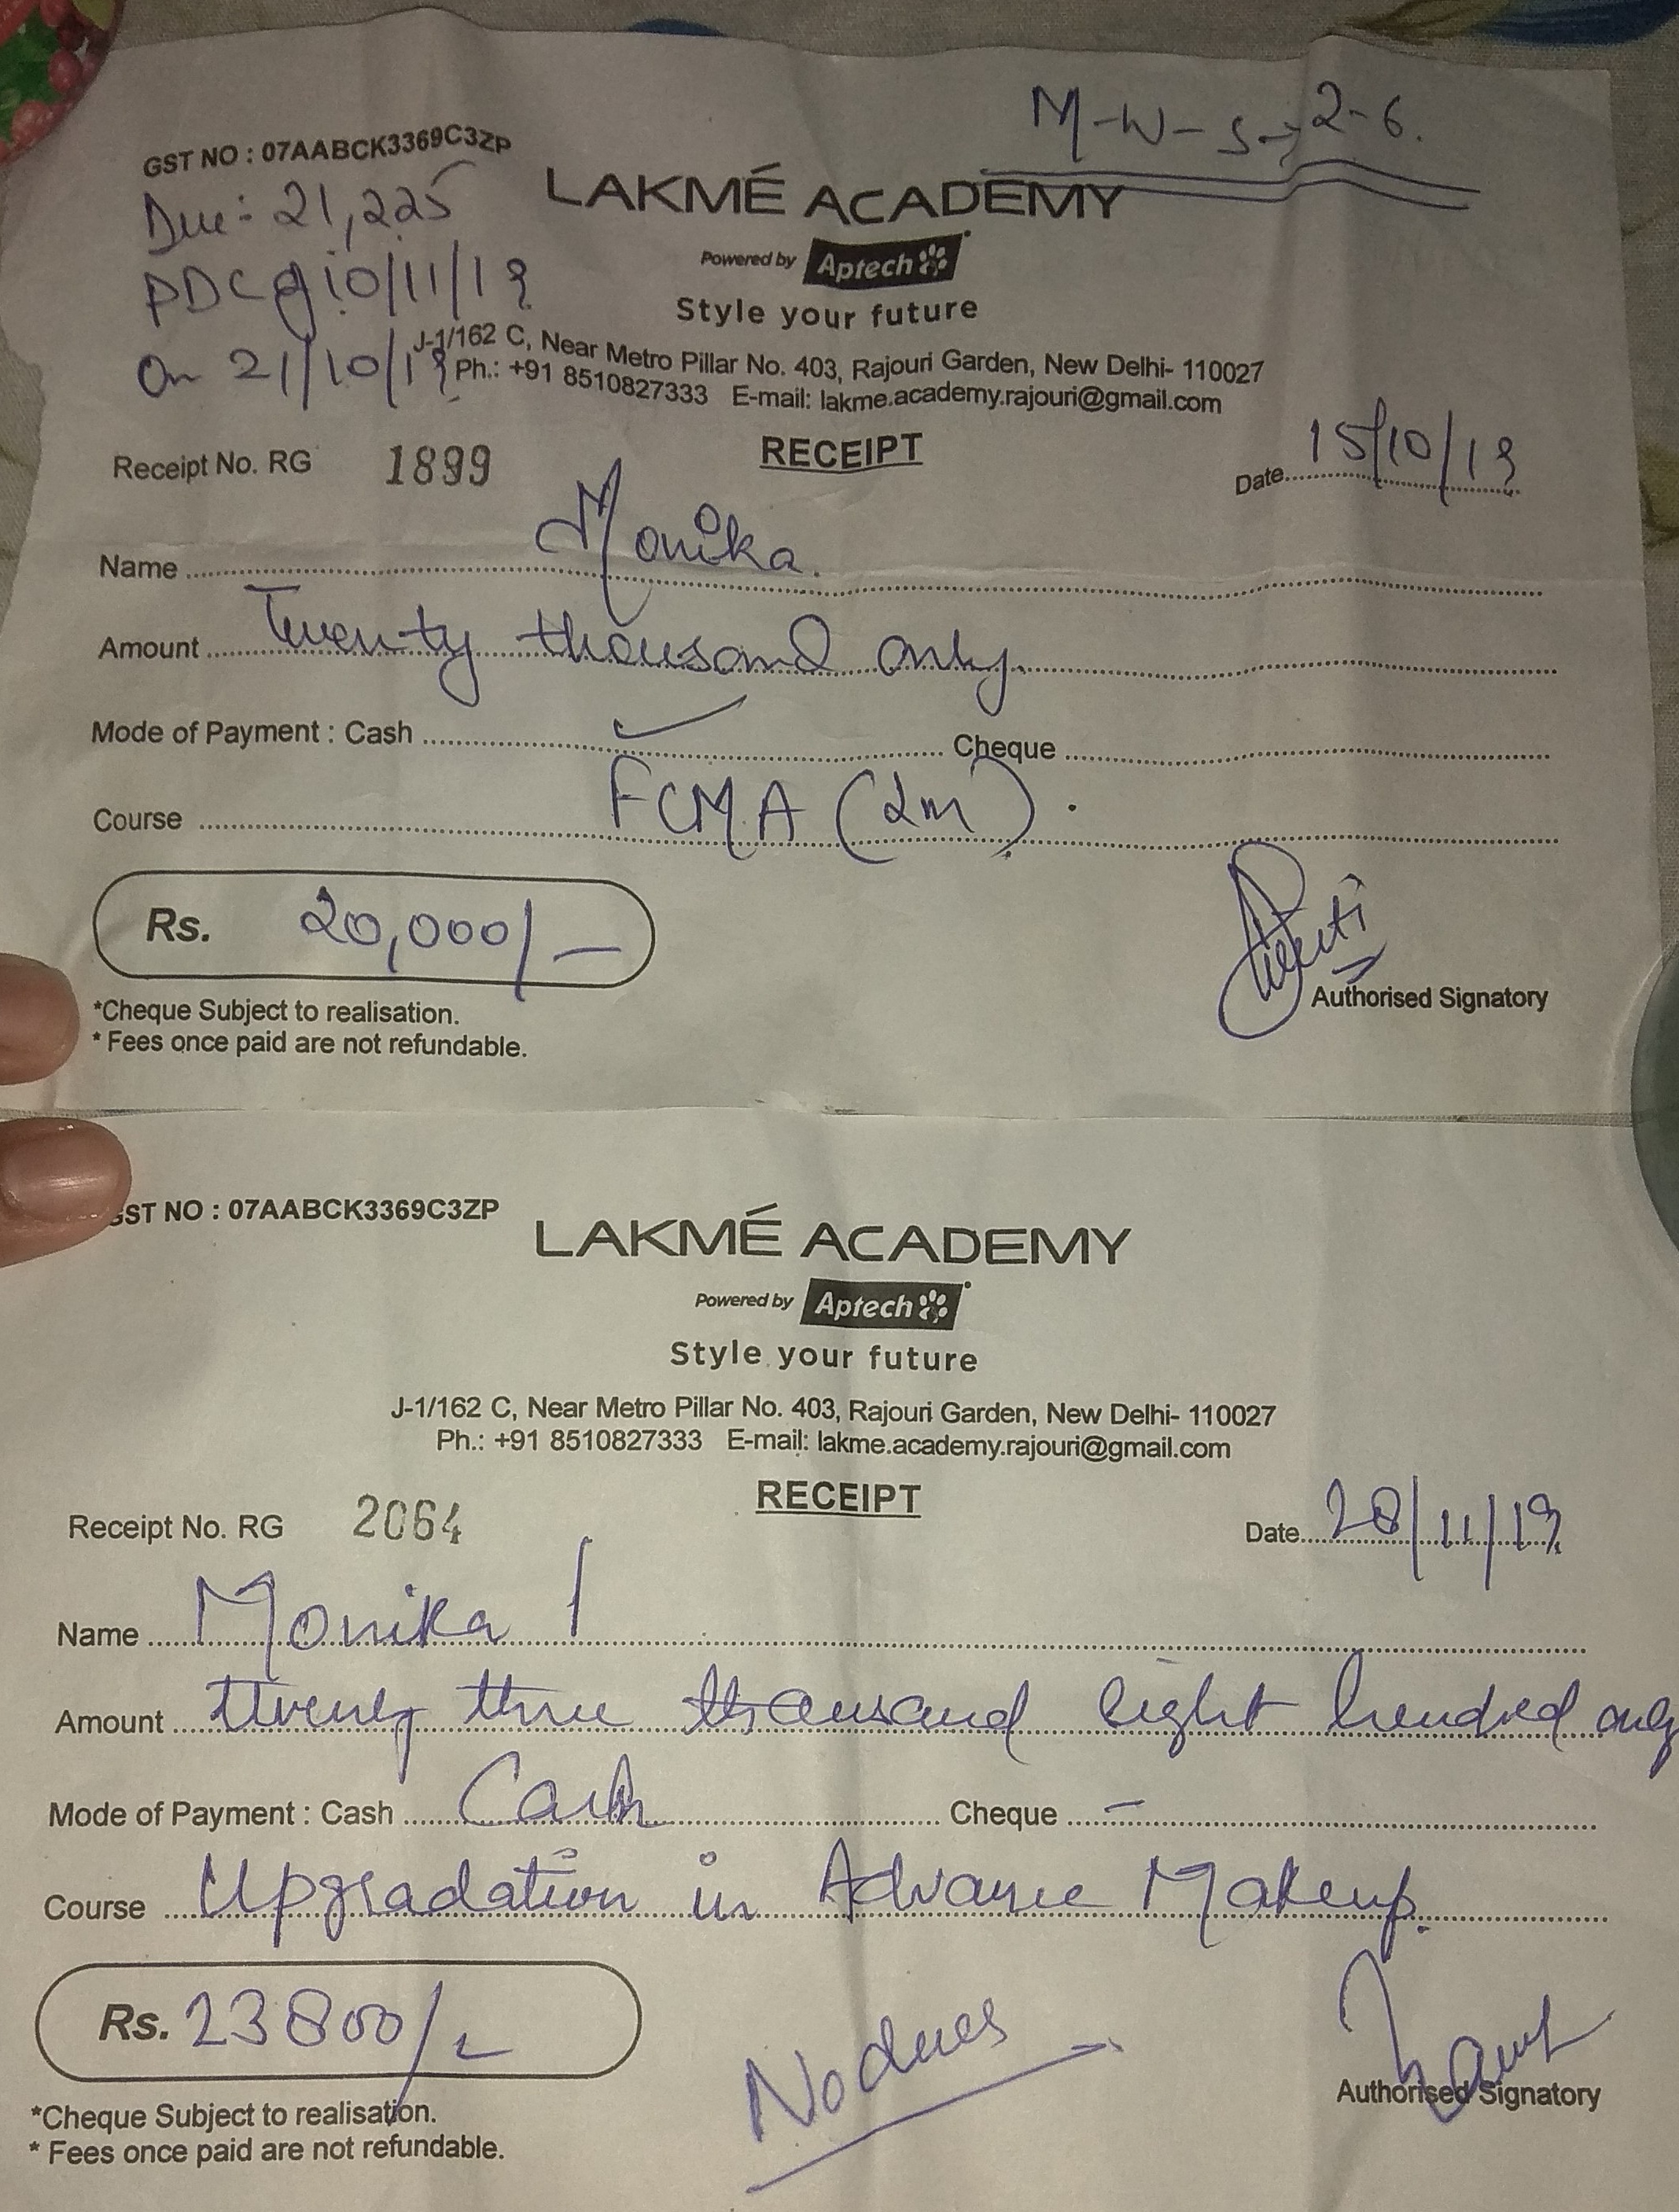 M-W-S→2-6.
GST NO : 07AABCK3369C3ZP
Due: 21,225
LAKMÉ ACADEMY
Powered by Aptech
PDC of 10/11/19
Style your future
On 21/10/19
J-1/162 C, Near Metro Pillar No. 403, Rajouri Garden, New Delhi- 110027
Ph.: +91 8510827333 E-mail: lakme.academy.rajouri@gmail.com
Receipt No. RG 1899 RECEIPT Date 15/10/19
Name Monika.
Amount Twenty thousand only.
Mode of Payment : Cash ✓ Cheque
Course FCMA (2m).
Rs. 20,000/-
Authorised Signatory
*Cheque Subject to realisation.
* Fees once paid are not refundable.
GST NO : 07AABCK3369C3ZP
LAKMÉ ACADEMY
Powered by Aptech
Style your future
J-1/162 C, Near Metro Pillar No. 403, Rajouri Garden, New Delhi- 110027
Ph.: +91 8510827333 E-mail: lakme.academy.rajouri@gmail.com
RECEIPT
Receipt No. RG 2064 Date 28/11/19
Name Monika
Amount Twenty three thousand eight hundred only
Mode of Payment : Cash Cash Cheque -
Course Upgradation in Advance Makeup.
Rs. 23800/-
No dues
Authorised Signatory
*Cheque Subject to realisation.
* Fees once paid are not refundable.